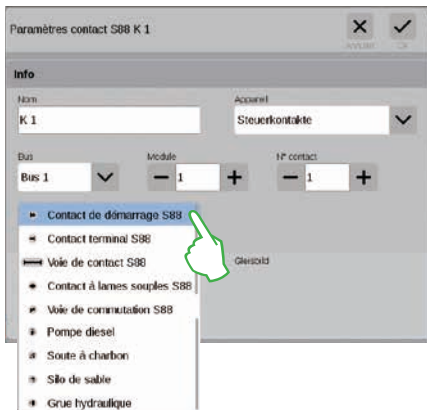 Paramètres contact S88 K 1
Annuler
OK
Info
Nom
Appareil
K 1
Steuerkontakte
Bus
Module
N° contact
Bus 1
1
1
Contact de démarrage S88
Contact terminal S88
Voie de contact S88
Gleisbild
Contact à lames souples S88
Voie de commutation S88
Pompe diesel
Soute à charbon
Silo de sable
Grue hydraulique